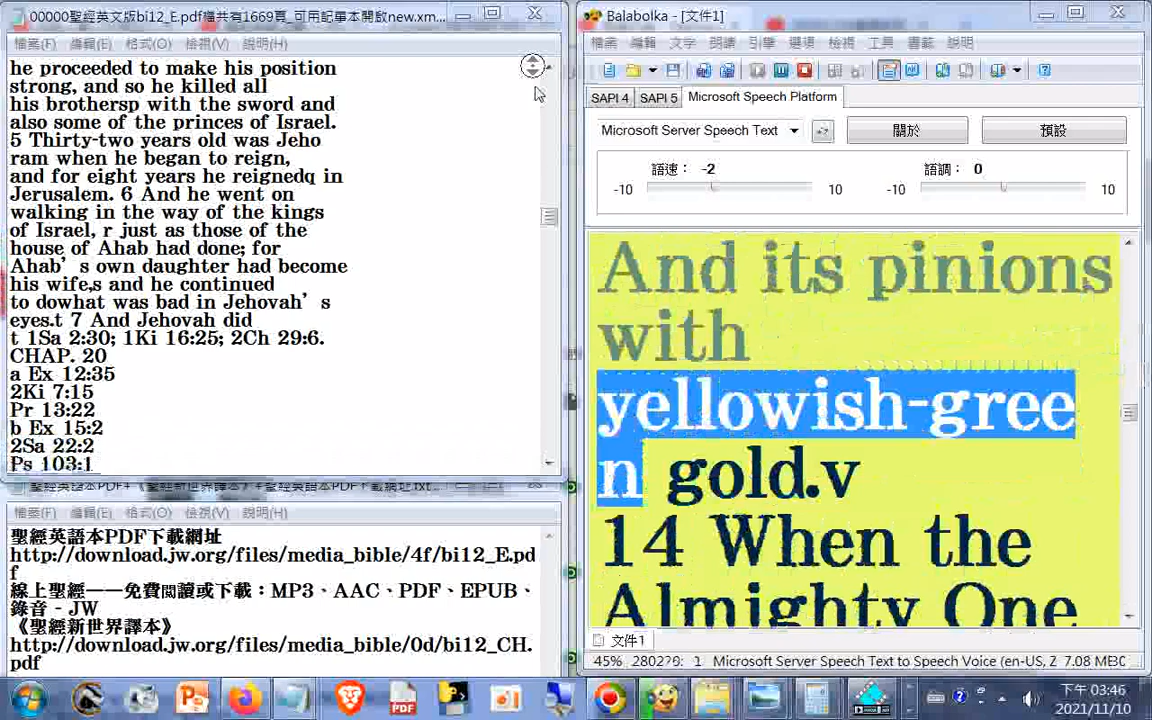 00000聖經英文版bi12_E.pdf檔共有1669頁_可用記事本開啟new.xm...
檔案(F) 編輯(E) 格式(O) 檢視(V) 說明(H)
he proceeded to make his position
strong, and so he killed all
his brothersp with the sword and
also some of the princes of Israel.
5 Thirty-two years old was Jeho
ram when he began to reign,
and for eight years he reignedq in
Jerusalem. 6 And he went on
walking in the way of the kings
of Israel, r just as those of the
house of Ahab had done; for
Ahab’s own daughter had become
his wife,s and he continued
to dowhat was bad in Jehovah’s
eyes.t 7 And Jehovah did
t 1Sa 2:30; 1Ki 16:25; 2Ch 29:6.
CHAP. 20
a Ex 12:35
2Ki 7:15
Pr 13:22
b Ex 15:2
2Sa 22:2
Ps 103:1
檔案(F) 編輯(E) 格式(O) 檢視(V) 說明(H)
聖經英語本PDF下載網址
http://download.jw.org/files/media_bible/4f/bi12_E.pd
f
線上聖經——免費閱讀或下載：MP3、AAC、PDF、EPUB、
錄音 - JW
《聖經新世界譯本》
http://download.jw.org/files/media_bible/0d/bi12_CH.
pdf
Balabolka - [文件1]
檔案 編輯 文字 朗讀 引擎 選項 檢視 工具 書籤 說明
SAPI 4 SAPI 5 Microsoft Speech Platform
Microsoft Server Speech Text 關於 預設
語速： -2 語調： 0
-10 10 -10 10
And its pinions
with
yellowish-gree
n gold.v
14 When the
Almighty One
文件1
45% 280279: 1 Microsoft Server Speech Text to Speech Voice (en-US, Z 7.08 MB
下午 03:46
2021/11/10